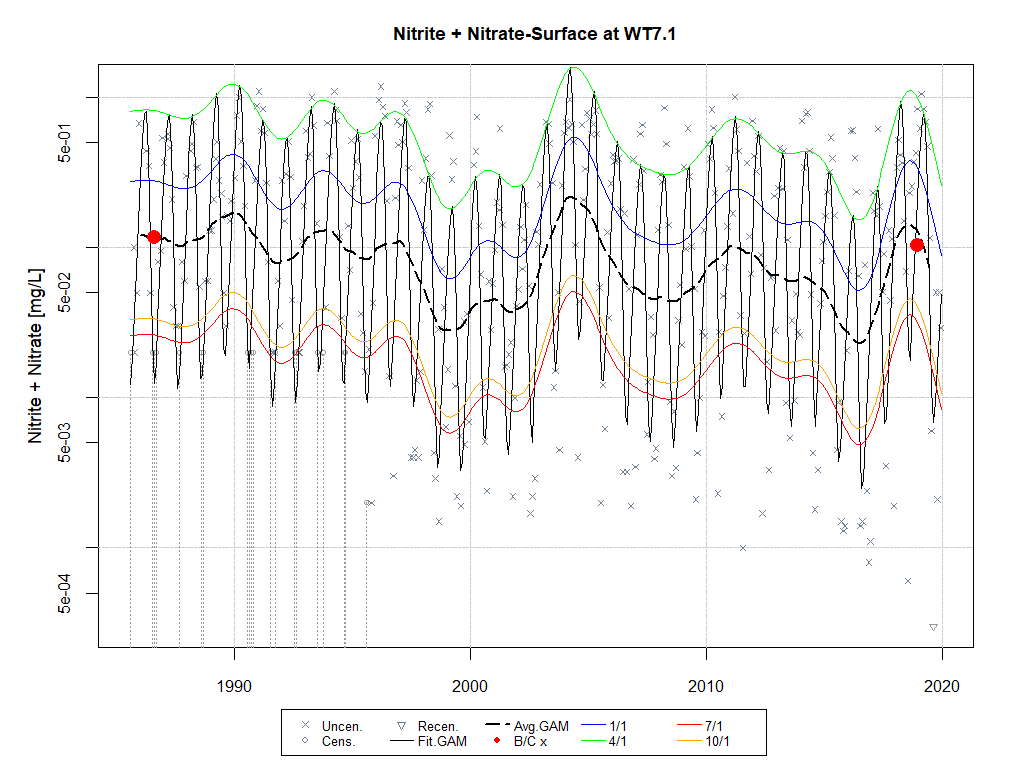 Nitrite + Nitrate-Surface at WT7.1
Nitrite + Nitrate [mg/L]
5e-01
5e-02
5e-03
5e-04
1990 2000 2010 2020
Uncen. Recen. Avg.GAM 1/1 7/1
Cens. Fit.GAM B/C x 4/1 10/1